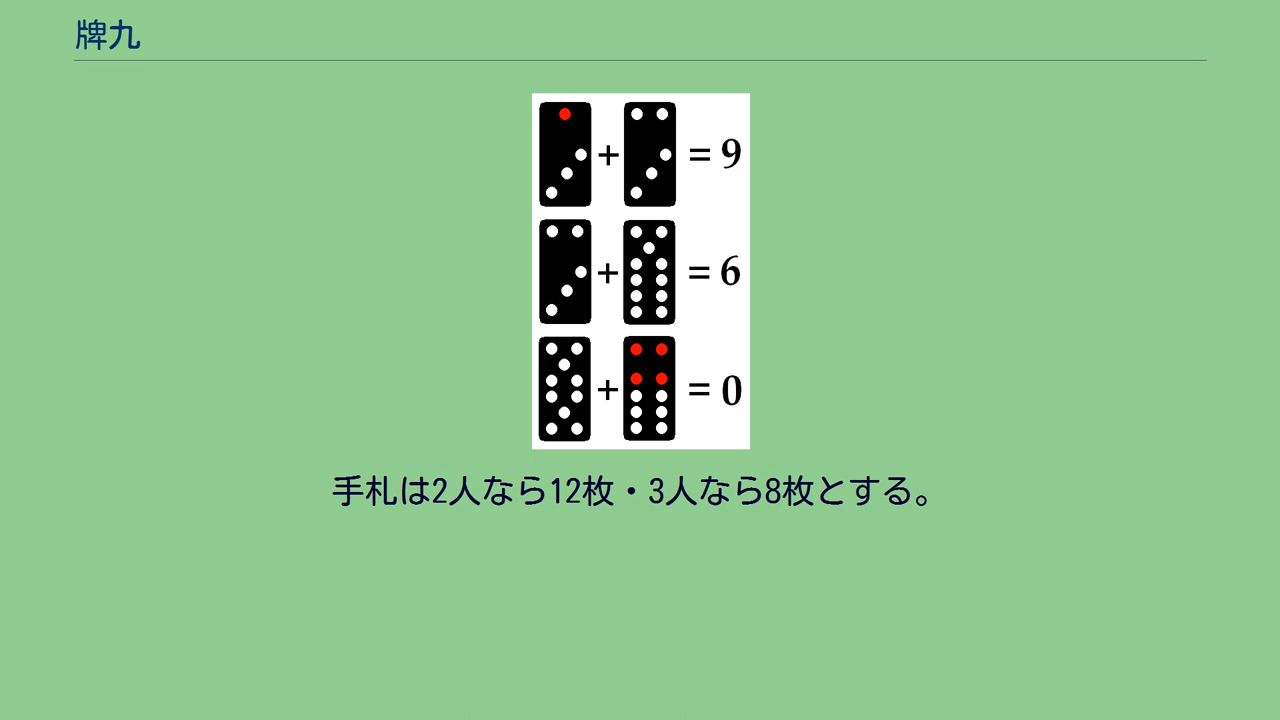 牌九
+ = 9
+ = 6
+ = 0
手札は2人なら12枚・3人なら8枚とする。